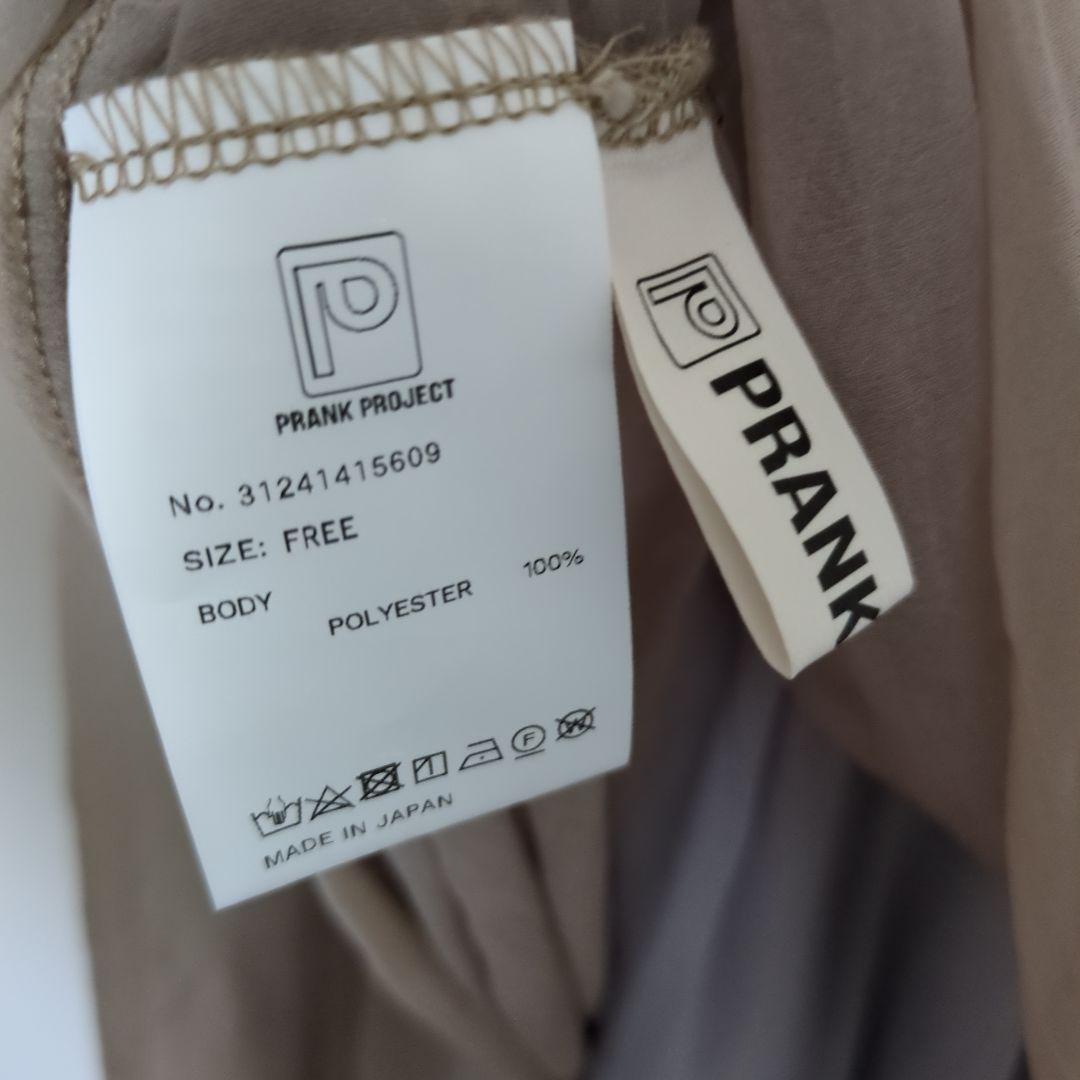 P
PRANK PROJECT
No. 31241415609
SIZE: FREE
BODY
POLYESTER 100%
F
W
MADE IN JAPAN
P
PRANK